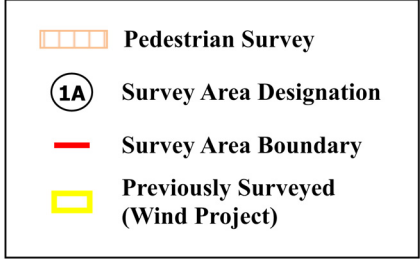 Pedestrian Survey
1A Survey Area Designation
Survey Area Boundary
Previously Surveyed
(Wind Project)